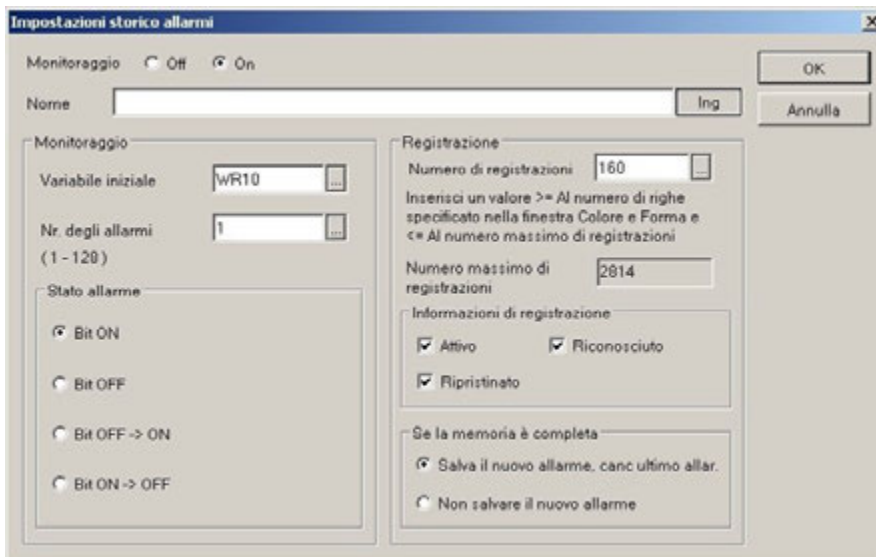 Impostazioni storico allarmi
Monitoraggio Off On
OK
Nome Ing
Annulla
Monitoraggio
Variabile iniziale WR10 ...
Nr. degli allarmi 1 ...
(1 - 120)
Stato allarme
Bit ON
Bit OFF
Bit OFF -> ON
Bit ON -> OFF
Registrazione
Numero di registrazioni 160 ...
Inserisci un valore >= Al numero di righe
specificato nella finestra Colore e Forma e
<= Al numero massimo di registrazioni
Numero massimo di
registrazioni 2814
Informazioni di registrazione
Attivo Riconosciuto
Ripristinato
Se la memoria è completa
Salva il nuovo allarme, canc ultimo allar.
Non salvare il nuovo allarme